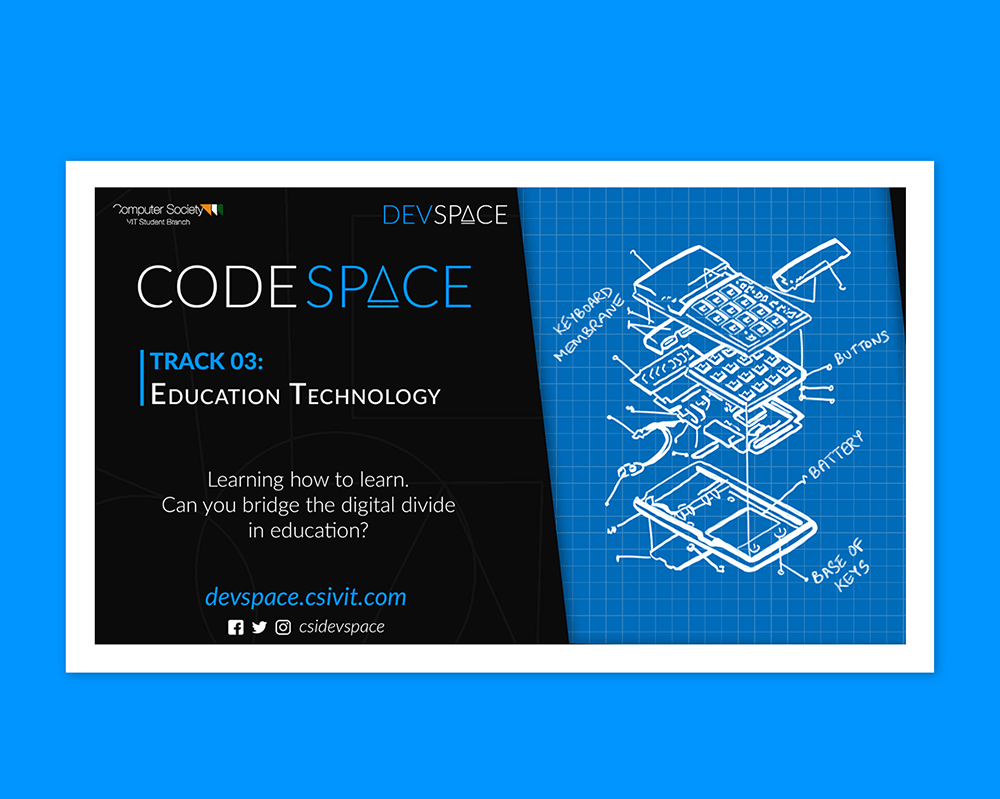 Computer Society
VIT Student Branch
DEVSPACE
CODESPACE
TRACK 03:
EDUCATION TECHNOLOGY
Learning how to learn.
Can you bridge the digital divide
in education?
devspace.csivit.com
csidevspace
KEYBOARD
MEMBRANE
BUTTONS
BATTERY
BASE OF
KEYS